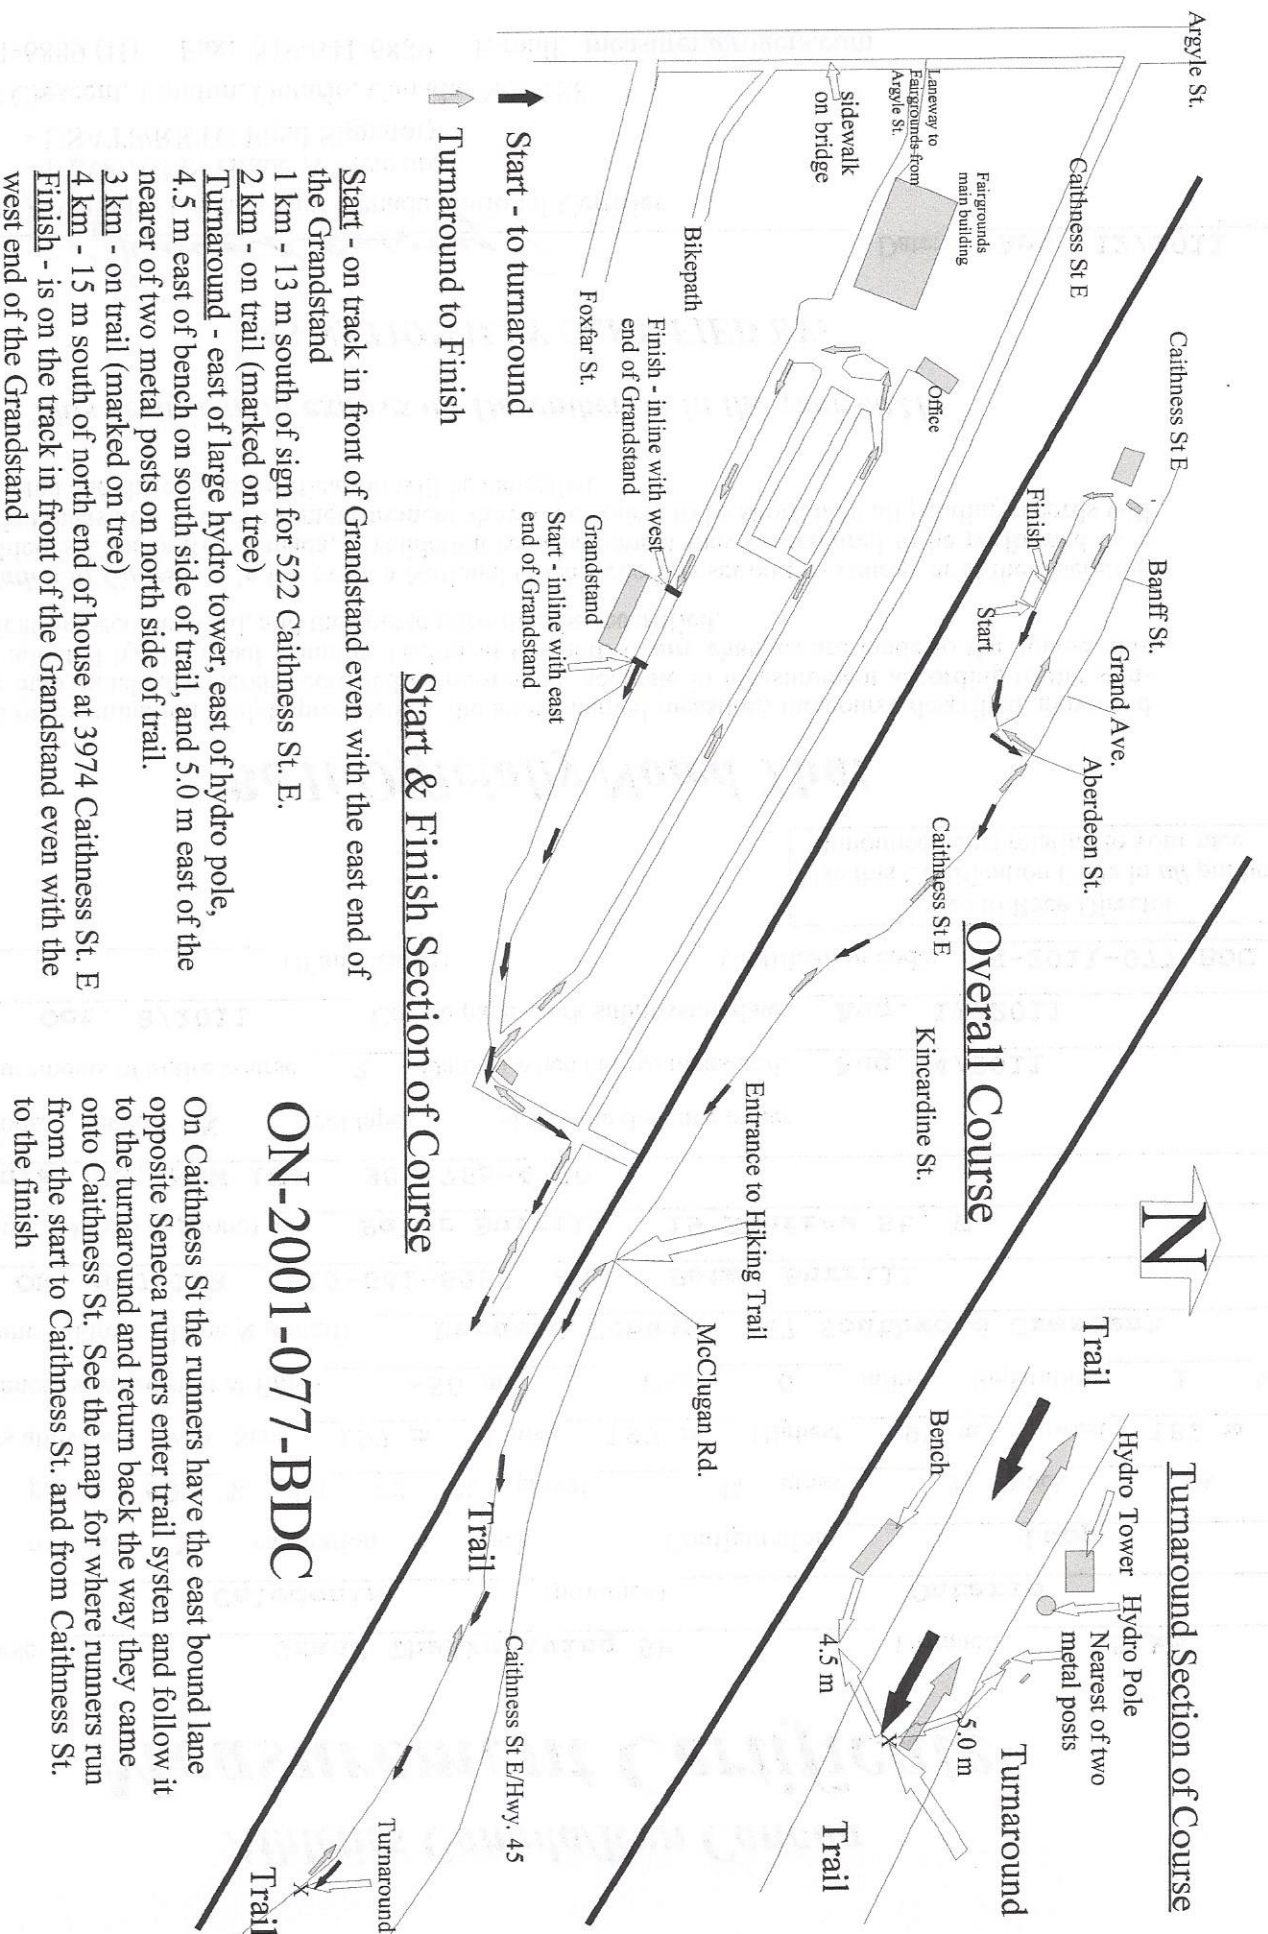 Argyle St.
Caithness St E
Laneway to
Fairgrounds from
Argyle St.
Fairgrounds
main building
sidewalk
on bridge
Bikepath
Foxfar St.
Office
Finish - inline with west
end of Grandstand
Grandstand
Start - inline with east
end of Grandstand
Start & Finish Section of Course
Start - to turnaround
Turnaround to Finish
Start - on track in front of Grandstance even with the east end of
the Grandstand
1 km - 13 m south of sign for 522 Caithness St. E.
2 km - on trail (marked on tree)
Turnaround - east of large hydro tower, east of hydro pole,
4.5 m east of bench on south side of trail, and 5.0 m east of the
nearer of two metal posts on north side of trail.
3 km - on trail (marked on tree)
4 km - 15 m south of north end of house at 3974 Caithness St. E
Finish - is on the track in front of the Grandstand even with the
west end of the Grandstand
Caithness St E
Banff St.
Grand Ave.
Aberdeen St.
Finish
Start
Caithness St E
Overall Course
Kincardine St.
Entrance to Hiking Trail
McClugan Rd.
Trail
Caithness St E/Hwy. 45
Turnaround
Trail
N
Turnaround Section of Course
Trail
Hydro Tower
Hydro Pole
Nearest of two
metal posts
Bench
4.5 m
5.0 m
X
Turnaround
Trail
X
ON-2001-077-BDC
On Caithness St the runners have the east bound lane
opposite Seneca runners enter trail systen and follow it
to the turnaround and return back the way they came
onto Caithness St. See the map for where runners run
from the start to Caithness St. and from Caithness St.
to the finish